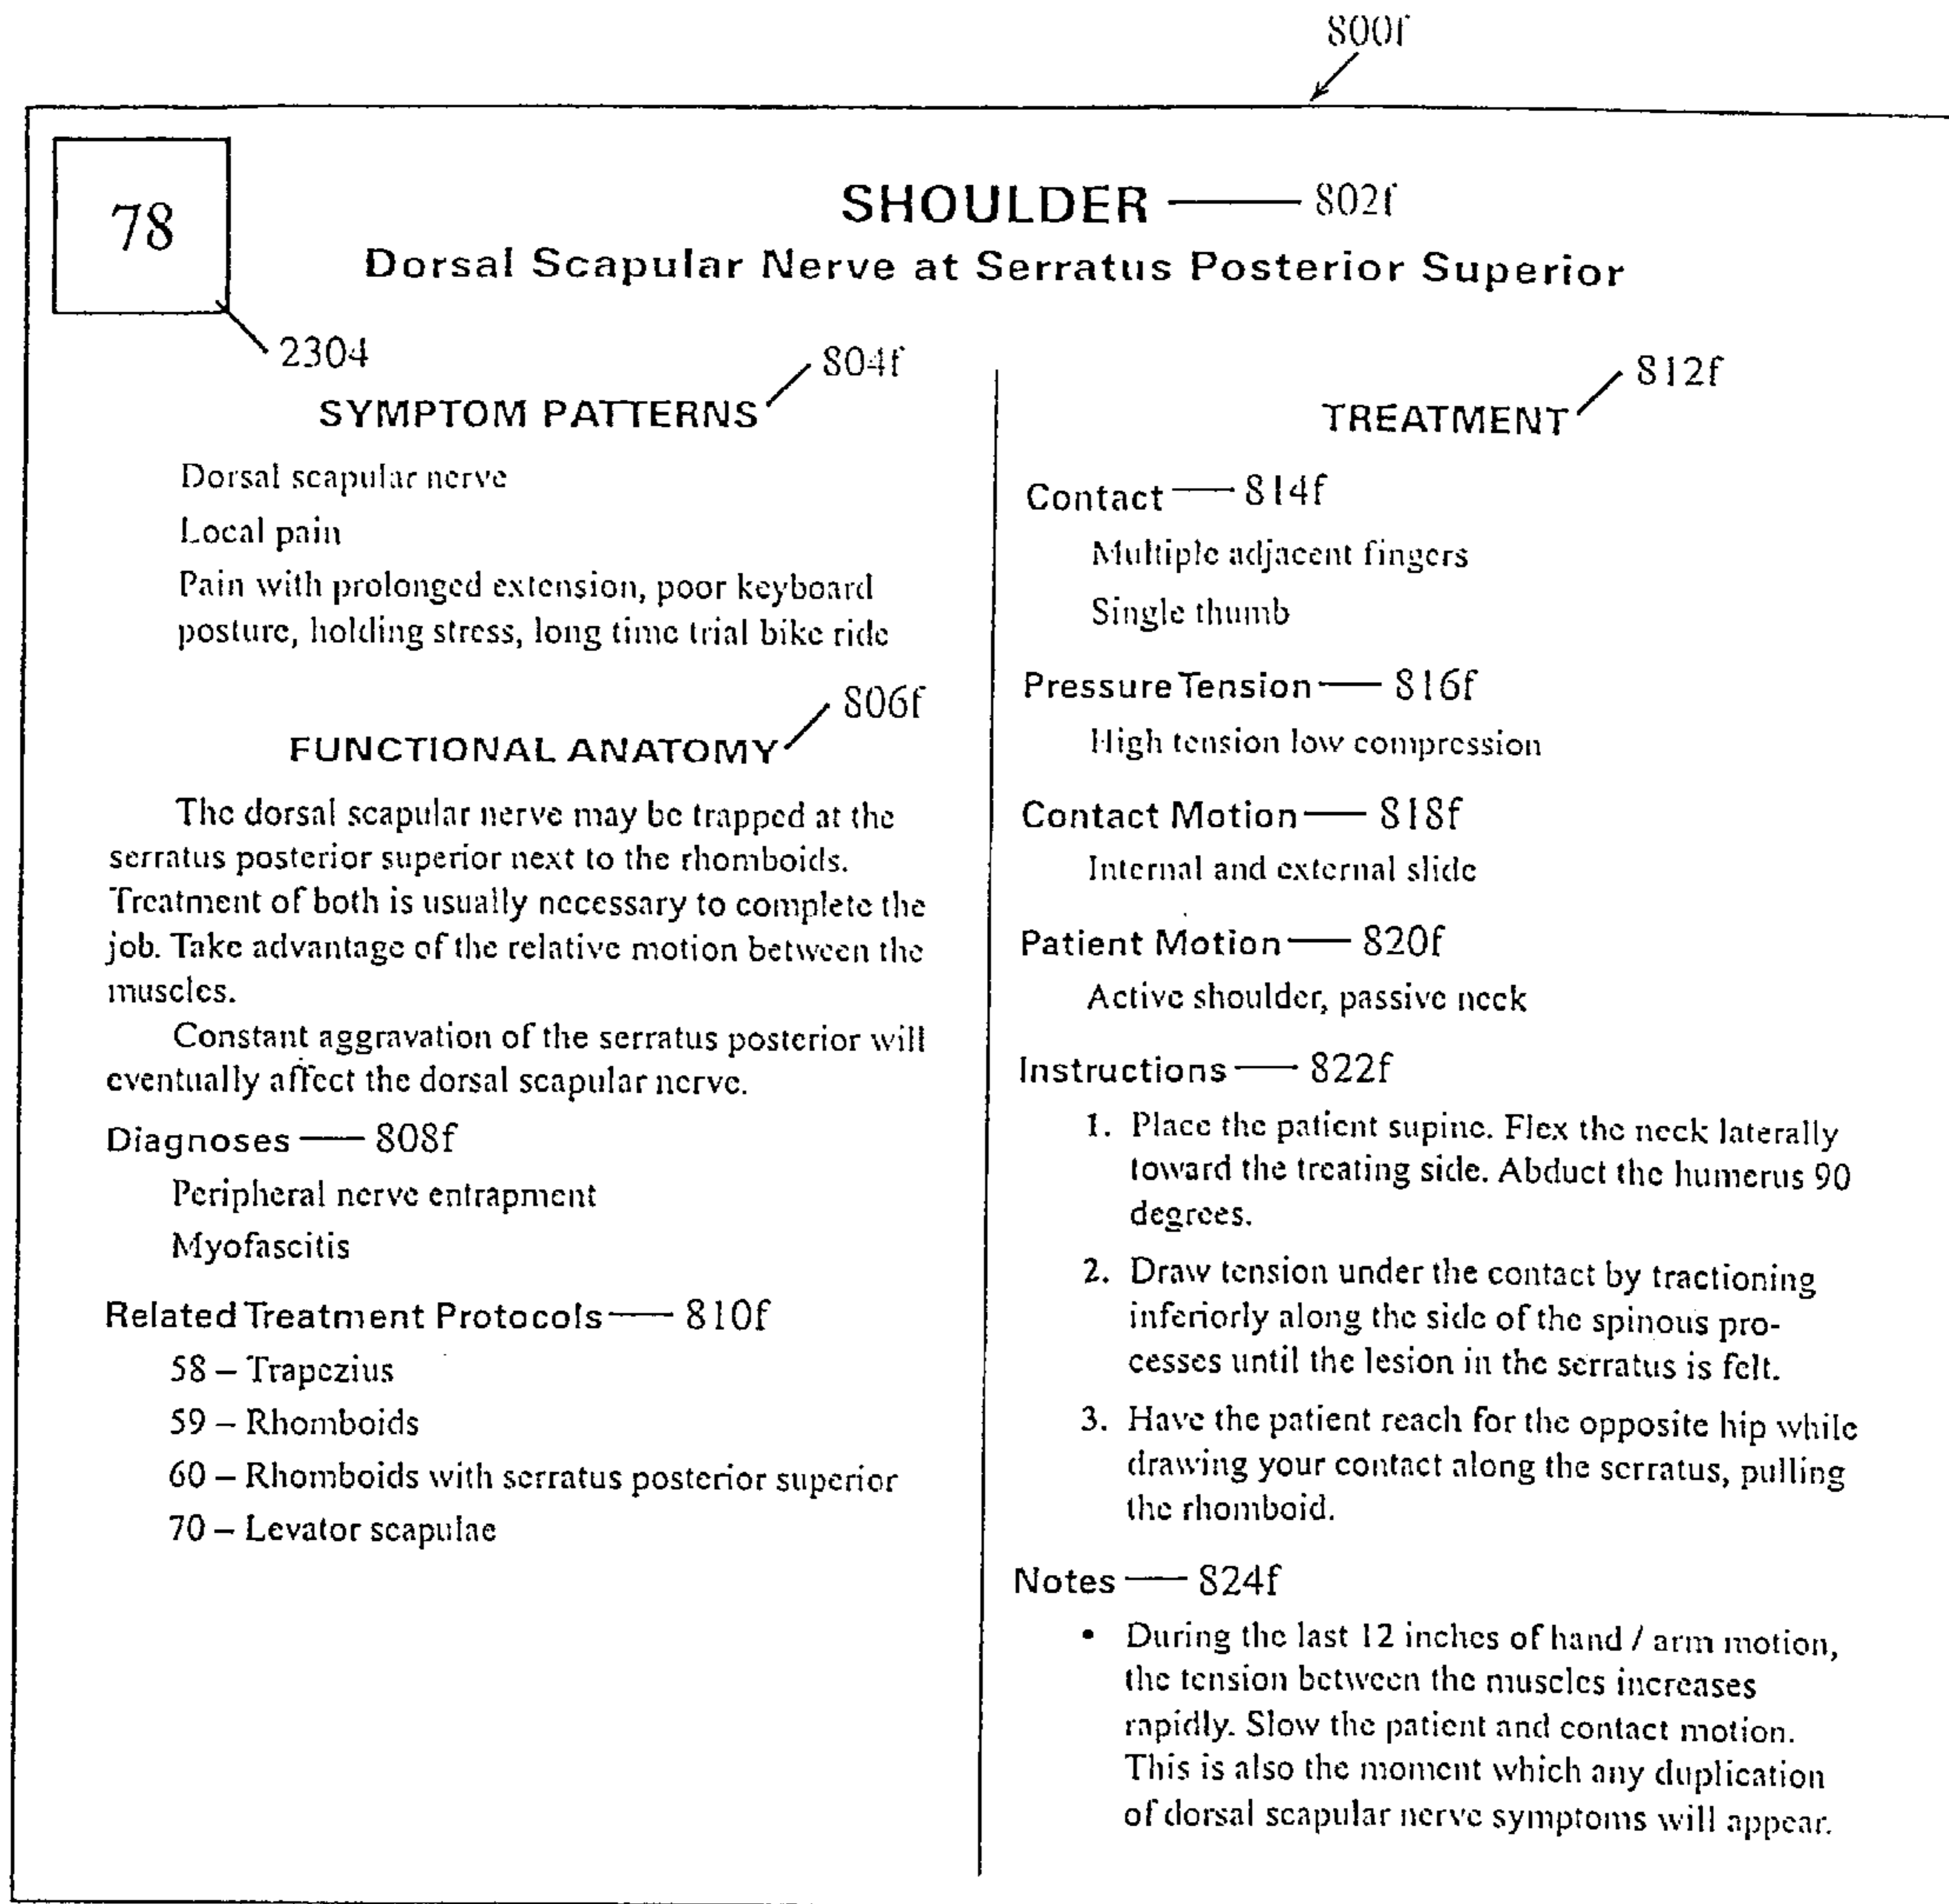 800f
78
SHOULDER — 802f
Dorsal Scapular Nerve at Serratus Posterior Superior
2304
804f
SYMPTOM PATTERNS
Dorsal scapular nerve
Local pain
Pain with prolonged extension, poor keyboard
posture, holding stress, long time trial bike ride
806f
FUNCTIONAL ANATOMY
The dorsal scapular nerve may be trapped at the
serratus posterior superior next to the rhomboids.
Treatment of both is usually necessary to complete the
job. Take advantage of the relative motion between the
muscles.
Constant aggravation of the serratus posterior will
eventually affect the dorsal scapular nerve.
Diagnoses — 808f
Peripheral nerve entrapment
Myofascitis
Related Treatment Protocols — 810f
58 – Trapezius
59 – Rhomboids
60 – Rhomboids with serratus posterior superior
70 – Levator scapulae
812f
TREATMENT
Contact — 814f
Multiple adjacent fingers
Single thumb
Pressure Tension — 816f
High tension low compression
Contact Motion — 818f
Internal and external slide
Patient Motion — 820f
Active shoulder, passive neck
Instructions — 822f
1. Place the patient supine. Flex the neck laterally
toward the treating side. Abduct the humerus 90
degrees.
2. Draw tension under the contact by tractioning
inferiorly along the side of the spinous pro-
cesses until the lesion in the serratus is felt.
3. Have the patient reach for the opposite hip while
drawing your contact along the serratus, pulling
the rhomboid.
Notes — 824f
• During the last 12 inches of hand / arm motion,
the tension between the muscles increases
rapidly. Slow the patient and contact motion.
This is also the moment which any duplication
of dorsal scapular nerve symptoms will appear.